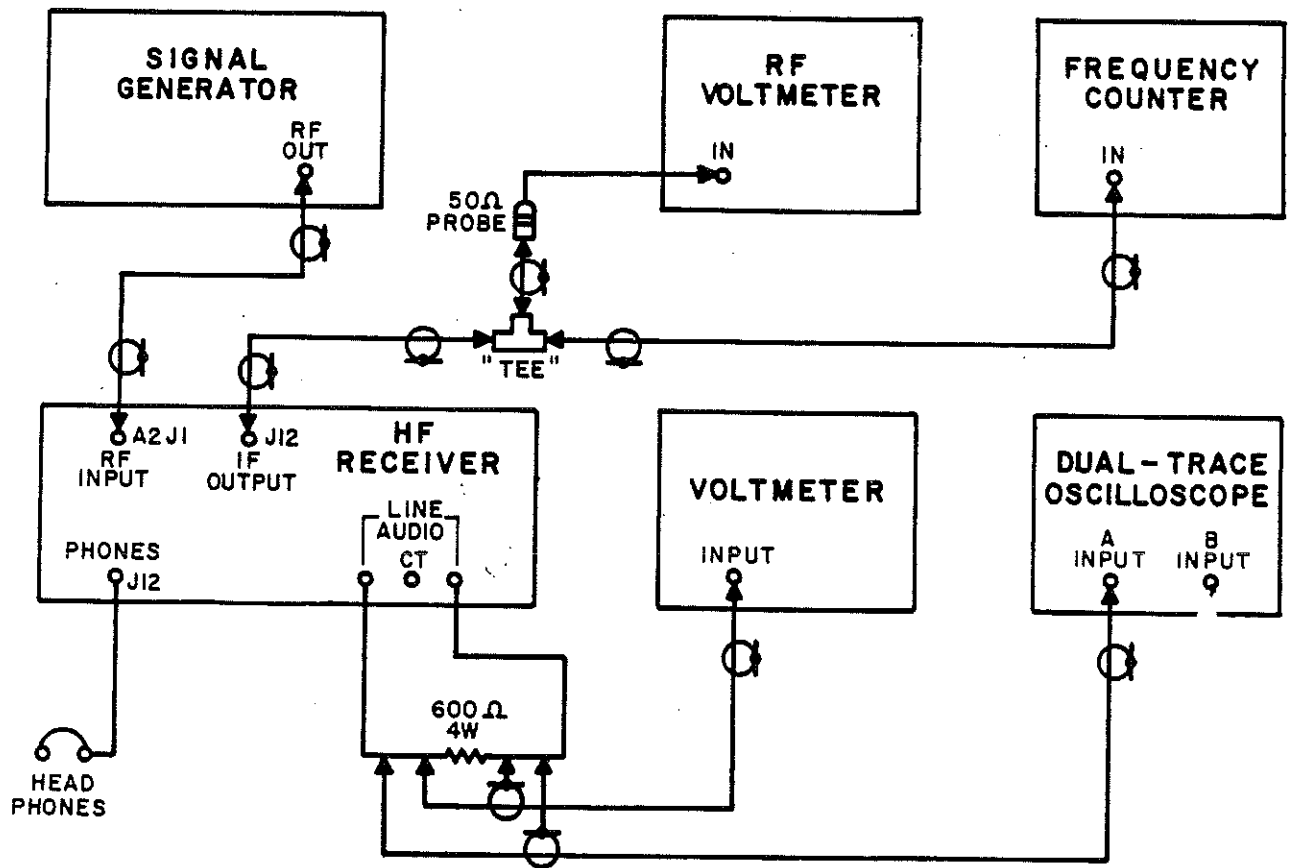 SIGNAL
GENERATOR
RF
OUT
RF
VOLTMETER
IN
FREQUENCY
COUNTER
IN
50Ω
PROBE
"TEE"
A2J1
RF
INPUT
J12
IF
OUTPUT
HF
RECEIVER
LINE
AUDIO
CT
PHONES
J12
VOLTMETER
INPUT
DUAL-TRACE
OSCILLOSCOPE
A
INPUT
B
INPUT
600Ω
4W
HEAD
PHONES